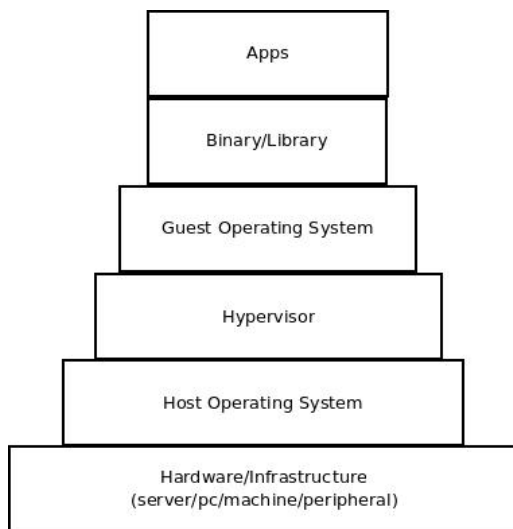 Apps
Binary/Library
Guest Operating System
Hypervisor
Host Operating System
Hardware/Infrastructure
(server/pc/machine/peripheral)